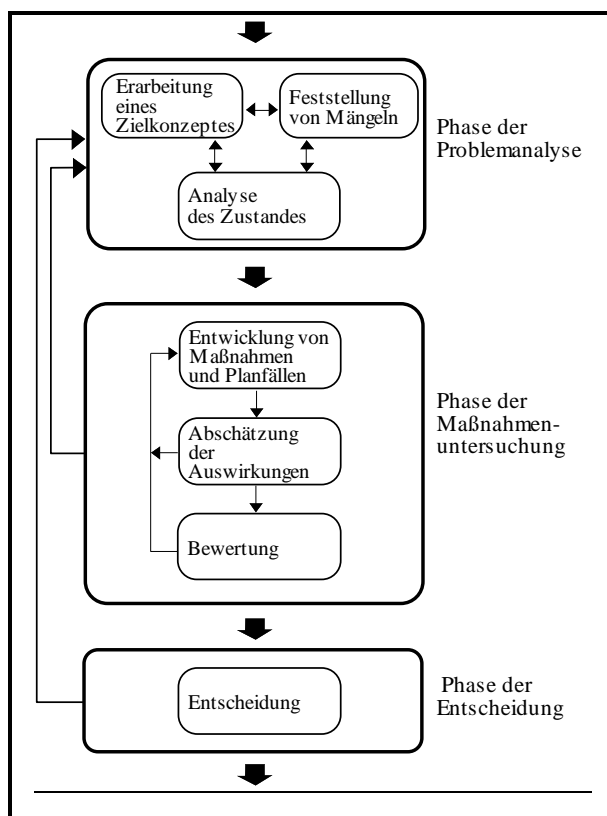 Erarbeitung
eines
Zielkonzeptes
Feststellung
von Mängeln
Analyse
des Zustandes
Phase der
Problemanalyse
Entwicklung von
Maßnahmen
und Planfällen
Abschätzung
der
Auswirkungen
Bewertung
Phase der
Maßnahmen-
untersuchung
Entscheidung
Phase der
Entscheidung